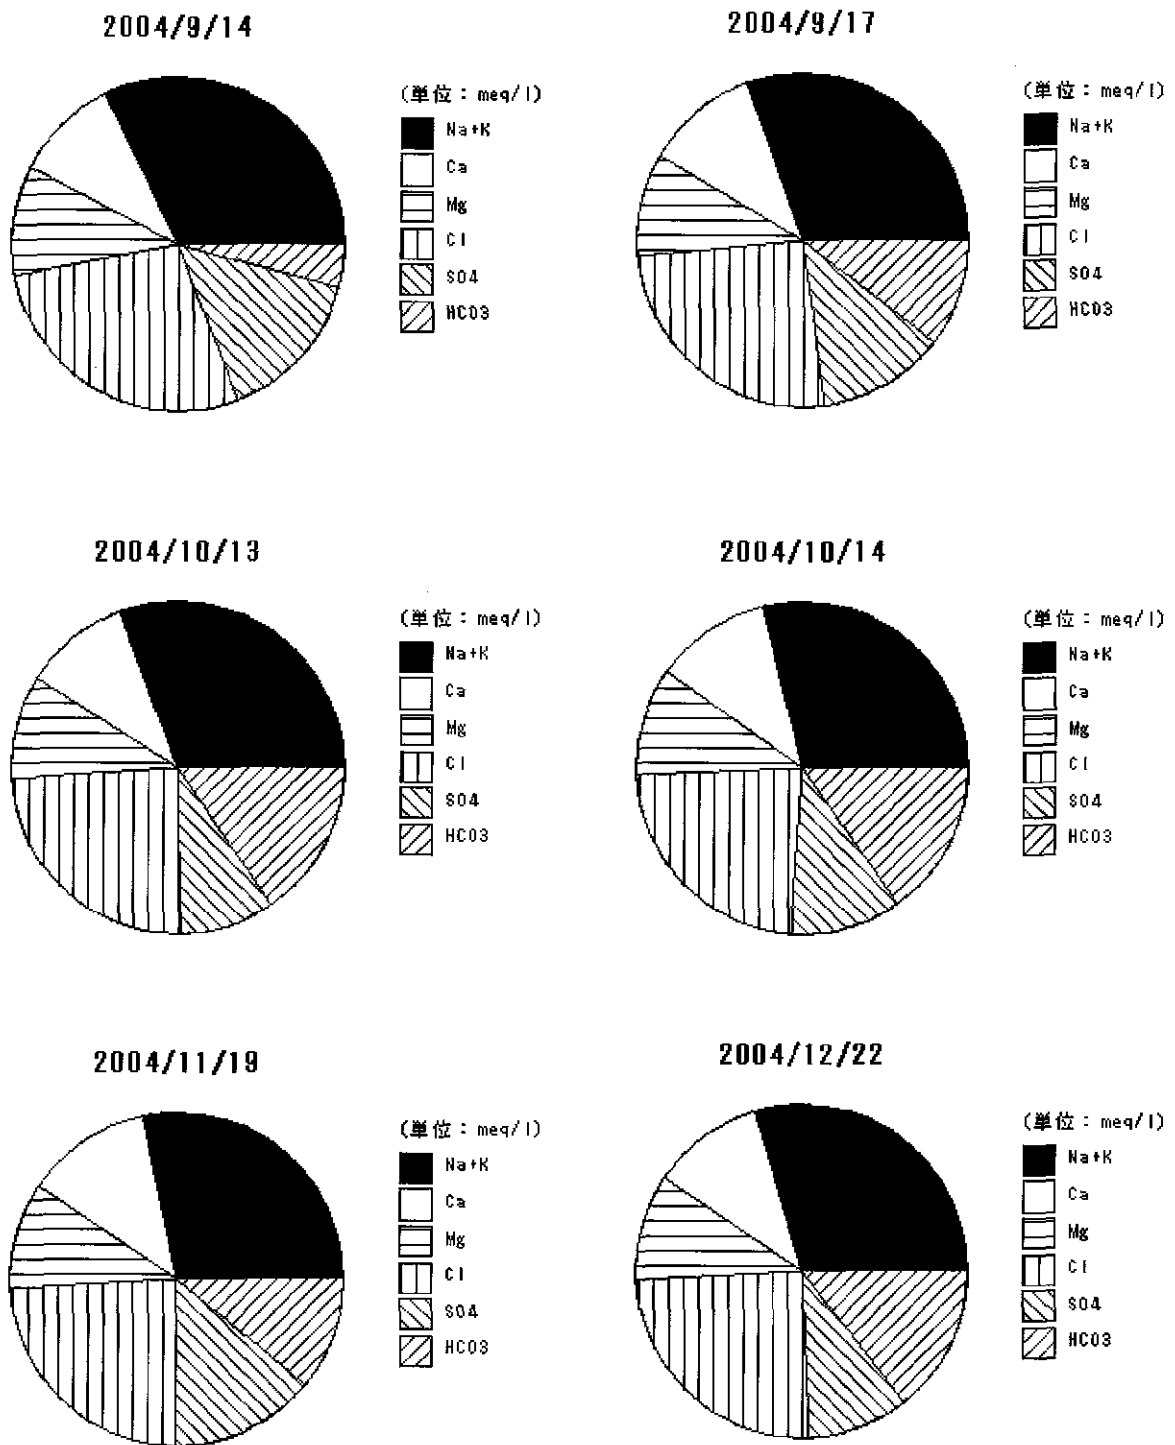 2004/9/14
(単位：meq/l)
Na+K
Ca
Mg
Cl
SO4
HCO3
2004/9/17
(単位：meq/l)
Na+K
Ca
Mg
Cl
SO4
HCO3
2004/10/13
(単位：meq/l)
Na+K
Ca
Mg
Cl
SO4
HCO3
2004/10/14
(単位：meq/l)
Na+K
Ca
Mg
Cl
SO4
HCO3
2004/11/19
(単位：meq/l)
Na+K
Ca
Mg
Cl
SO4
HCO3
2004/12/22
(単位：meq/l)
Na+K
Ca
Mg
Cl
SO4
HCO3